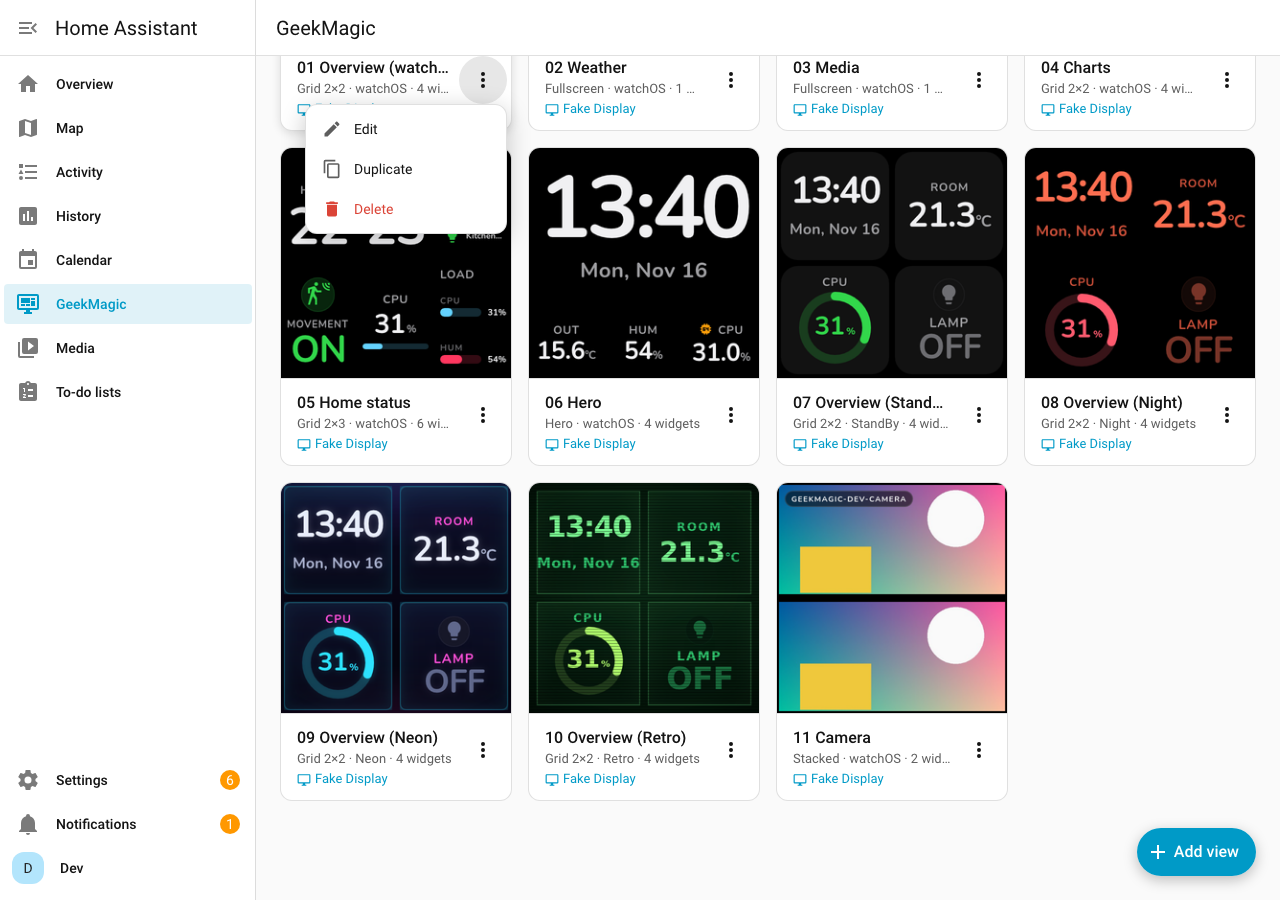 Home Assistant
GeekMagic
Overview
Map
Activity
History
Calendar
GeekMagic
Media
To-do lists
Settings
6
Notifications
1
D
Dev
01 Overview (watch…
Grid 2×2 · watchOS · 4 wi…
02 Weather
Fullscreen · watchOS · 1 …
Fake Display
03 Media
Fullscreen · watchOS · 1 …
Fake Display
04 Charts
Grid 2×2 · watchOS · 4 wi…
Fake Display
Edit
Duplicate
Delete
Kitchen...
LOAD
CPU
31%
HUM
54%
CPU
31%
MOVEMENT
ON
05 Home status
Grid 2×3 · watchOS · 6 wi…
Fake Display
13:40
Mon, Nov 16
OUT
15.6°C
HUM
54%
CPU
31.0%
06 Hero
Hero · watchOS · 4 widgets
Fake Display
13:40
Mon, Nov 16
ROOM
21.3°C
CPU
31%
LAMP
OFF
07 Overview (Stand…
Grid 2×2 · StandBy · 4 wid…
Fake Display
13:40
Mon, Nov 16
ROOM
21.3°C
CPU
31%
LAMP
OFF
08 Overview (Night)
Grid 2×2 · Night · 4 widgets
Fake Display
13:40
Mon, Nov 16
ROOM
21.3°C
CPU
31%
LAMP
OFF
09 Overview (Neon)
Grid 2×2 · Neon · 4 widgets
Fake Display
13:40
Mon, Nov 16
ROOM
21.3°C
CPU
31%
LAMP
OFF
10 Overview (Retro)
Grid 2×2 · Retro · 4 widgets
Fake Display
GEEKMAGIC-DEV-CAMERA
11 Camera
Stacked · watchOS · 2 wid…
Fake Display
Add view